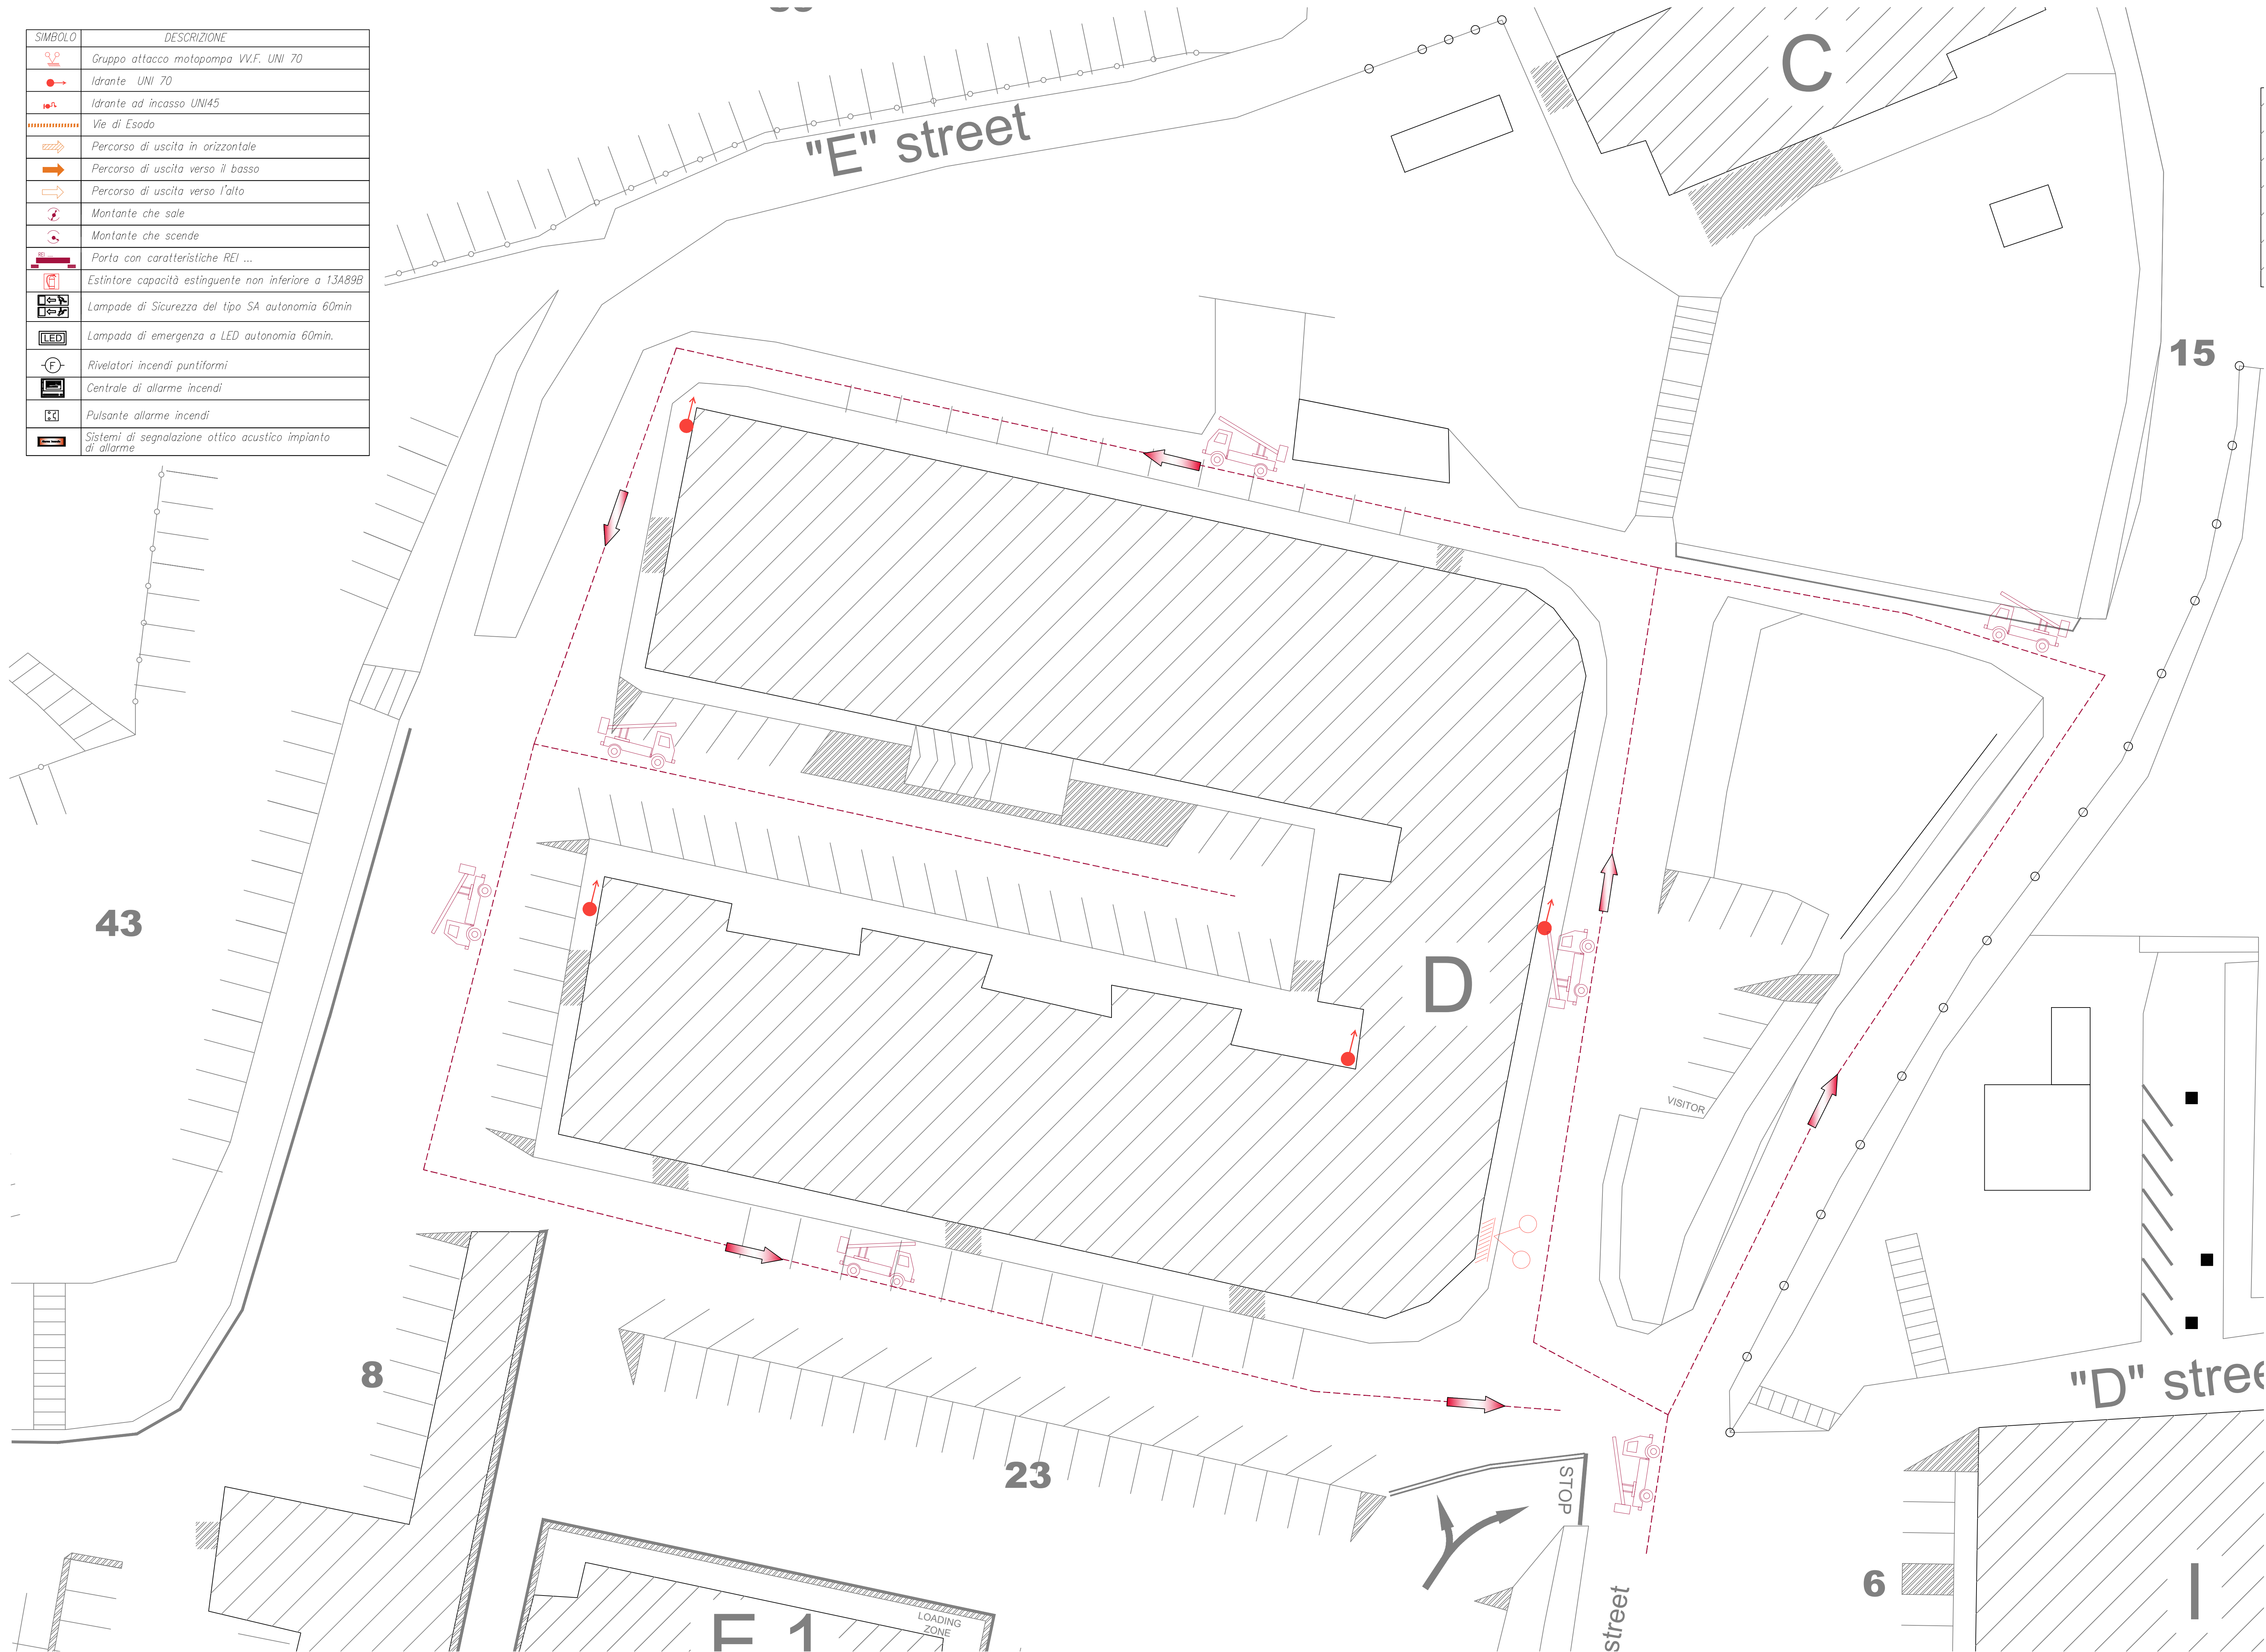 SIMBOLO DESCRIZIONE
Gruppo attacco motopompa VV.F. UNI 70
Idrante UNI 70
Idrante ad incasso UNI45
Vie di Esodo
Percorso di uscita in orizzontale
Percorso di uscita verso il basso
Percorso di uscita verso l'alto
Montante che sale
Montante che scende
REI
Porta con caratteristiche REI ...
Estintore capacità estinguente non inferiore a 13A89B
Lampade di Sicurezza del tipo SA autonomia 60min
LED
Lampada di emergenza a LED autonomia 60min.
F
Rivelatori incendi puntiformi
Centrale di allarme incendi
Pulsante allarme incendi
Sistemi di segnalazione ottico acustico impianto
di allarme
"E" street
C
15
43
D
VISITOR
8
23
STOP
"D" stree
6
I
E 1
LOADING
ZONE
street